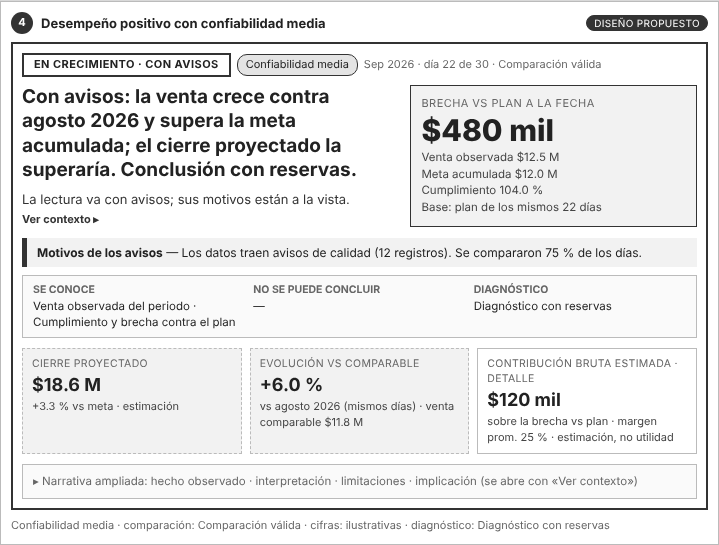 4 Desempeño positivo con confiabilidad media
DISEÑO PROPUESTO
EN CRECIMIENTO · CON AVISOS
Confiabilidad media
Sep 2026 · día 22 de 30 · Comparación válida
Con avisos: la venta crece contra
agosto 2026 y supera la meta
acumulada; el cierre proyectado la
superaría. Conclusión con reservas.
La lectura va con avisos; sus motivos están a la vista.
Ver contexto ▸
BRECHA VS PLAN A LA FECHA
$480 mil
Venta observada $12.5 M
Meta acumulada $12.0 M
Cumplimiento 104.0 %
Base: plan de los mismos 22 días
Motivos de los avisos — Los datos traen avisos de calidad (12 registros). Se compararon 75 % de los días.
SE CONOCE
Venta observada del periodo ·
Cumplimiento y brecha contra el plan
NO SE PUEDE CONCLUIR
—
DIAGNÓSTICO
Diagnóstico con reservas
CIERRE PROYECTADO
$18.6 M
+3.3 % vs meta · estimación
EVOLUCIÓN VS COMPARABLE
+6.0 %
vs agosto 2026 (mismos días) · venta
comparable $11.8 M
CONTRIBUCIÓN BRUTA ESTIMADA ·
DETALLE
$120 mil
sobre la brecha vs plan · margen
prom. 25 % · estimación, no utilidad
▸ Narrativa ampliada: hecho observado · interpretación · limitaciones · implicación (se abre con «Ver contexto»)
Confiabilidad media · comparación: Comparación válida · cifras: ilustrativas · diagnóstico: Diagnóstico con reservas